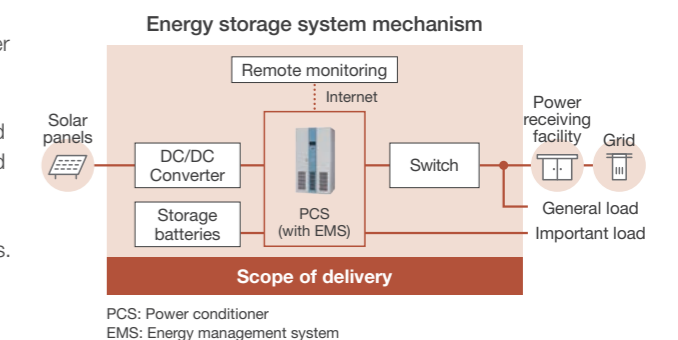 er
d
d
s.
Energy storage system mechanism
Remote monitoring
Internet
Solar
panels
DC/DC
Converter
Storage
batteries
PCS
(with EMS)
Switch
Power
receiving
facility
Grid
General load
Important load
Scope of delivery
PCS: Power conditioner
EMS: Energy management system